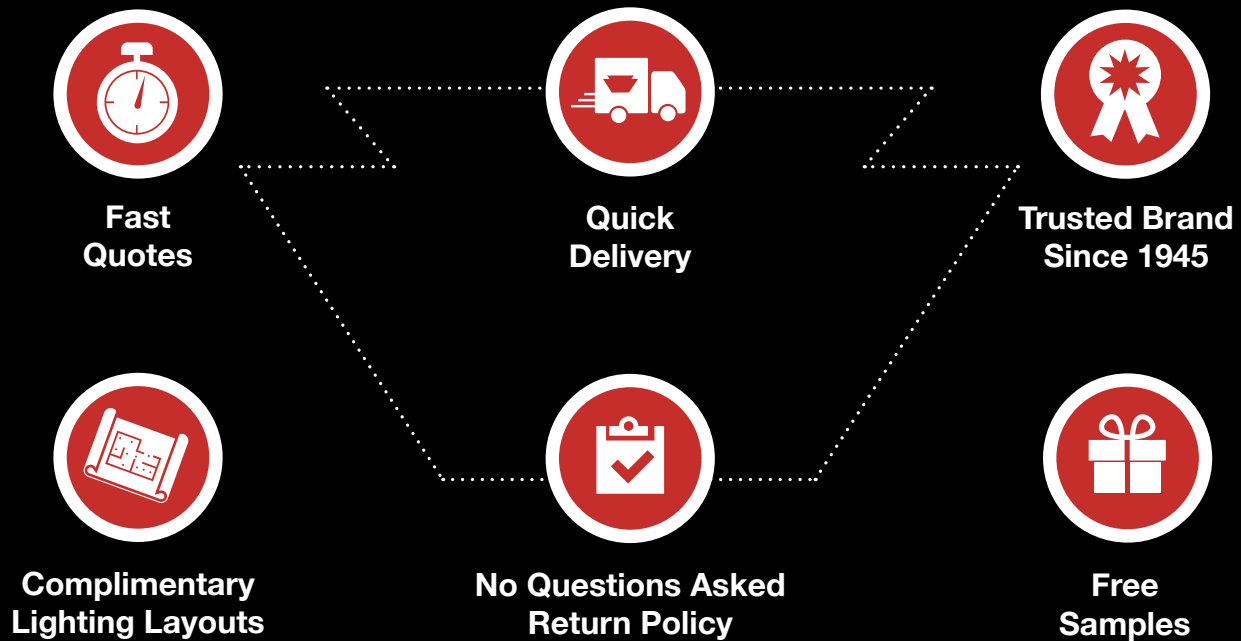 Fast
Quotes
Quick
Delivery
Trusted Brand
Since 1945
Complimentary
Lighting Layouts
No Questions Asked
Return Policy
Free
Samples